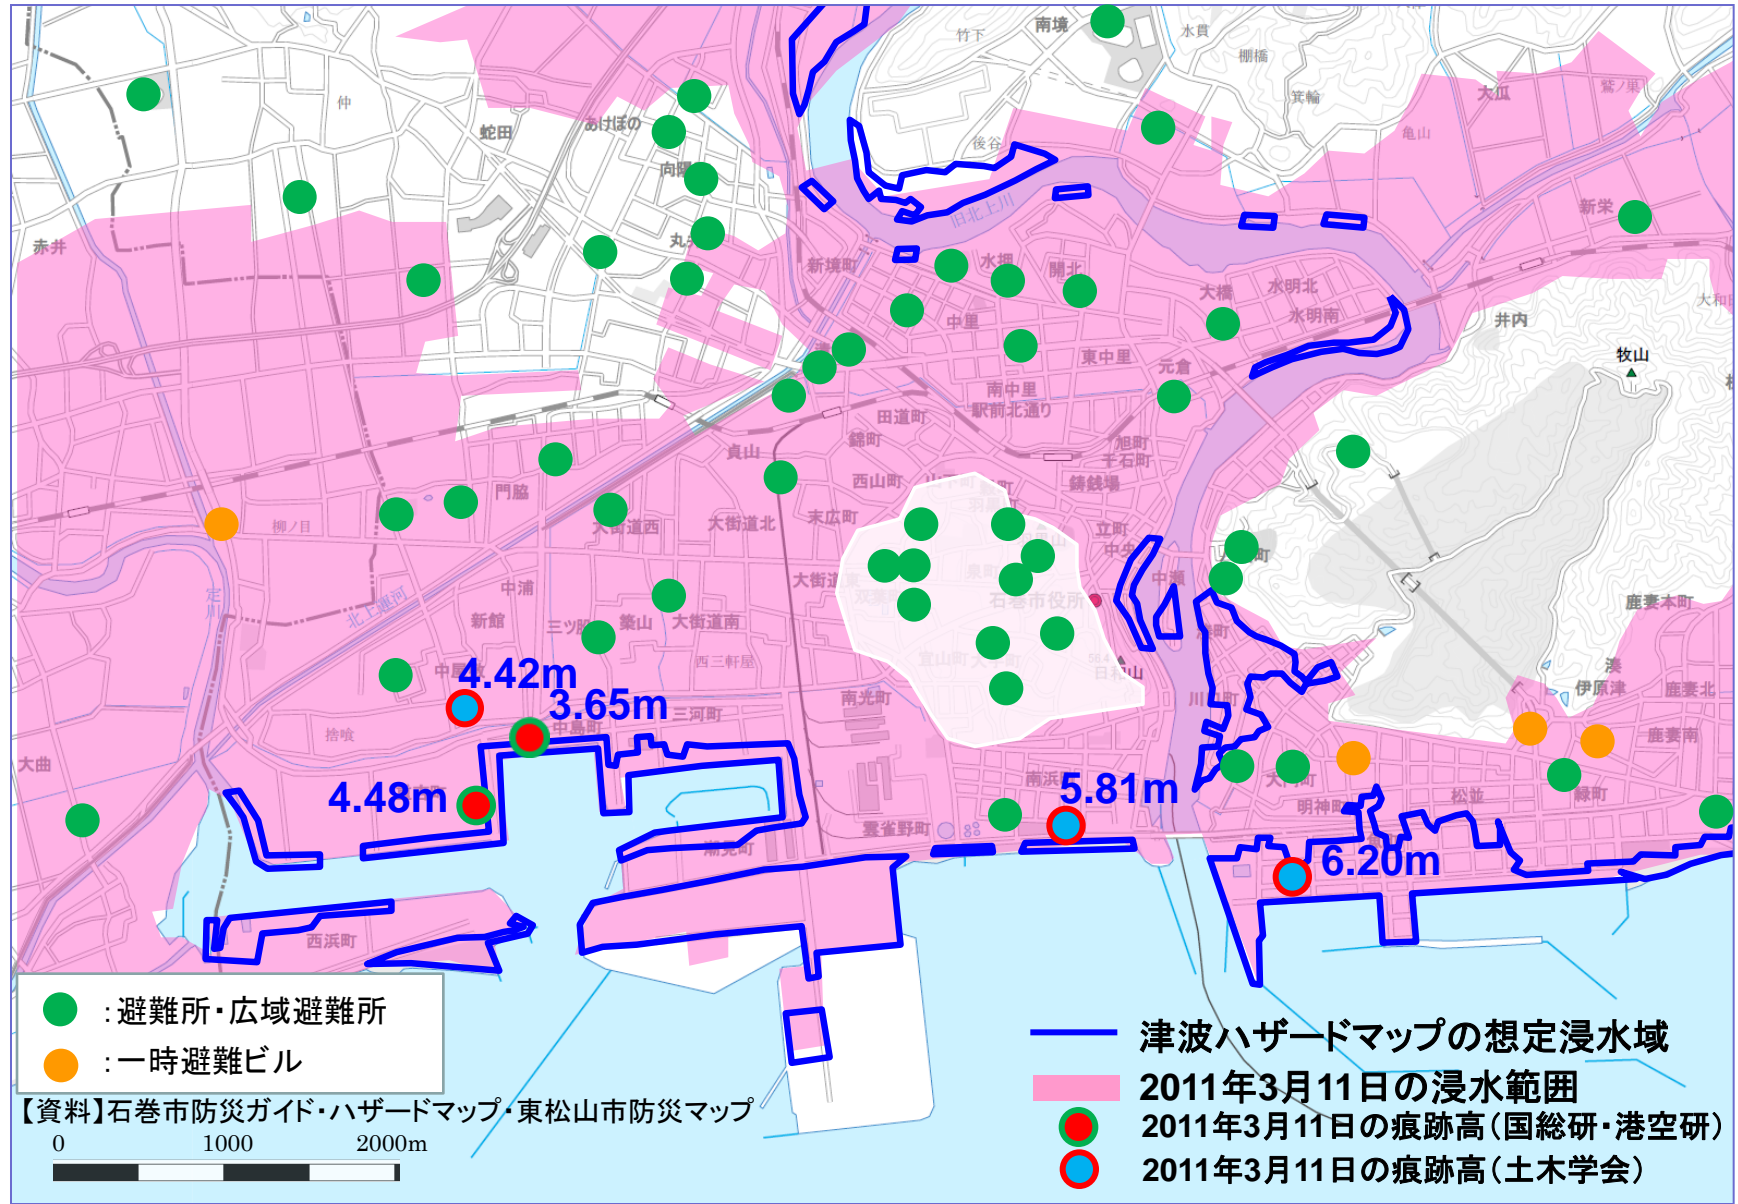 南境
竹下
水貫
棚橋
箕輪
大瓜
鷲ノ巣
亀山
仲
蛇田
あけぼの
後谷
新栄
赤井
旧北上川
新境町
水押
開北
大橋
水明北
水明南
井内
中里
東中里
元倉
牧山
南中里
駅前北通り
田道町
錦町
旭町
千石町
貞山
西山町
鋳銭場
門脇
柳ノ目
大街道西
大街道北
末広町
立町
中央
中瀬
定川
北上運河
中浦
新館
築山
大街道南
石巻市役所
鹿妻本町
西三軒屋
湊
伊原津
鹿妻北
4.42m
3.65m
捨喰
中島町
三河町
南光町
川口町
鹿妻南
大曲
4.48m
南浜町
5.81m
明神町
松並
緑町
雲雀野町
潮見町
6.20m
西浜町
:避難所・広域避難所
:一時避難ビル
【資料】石巻市防災ガイド・ハザードマップ・東松山市防災マップ
0 1000 2000m
津波ハザードマップの想定浸水域
2011年3月11日の浸水範囲
2011年3月11日の痕跡高(国総研・港空研)
2011年3月11日の痕跡高(土木学会)